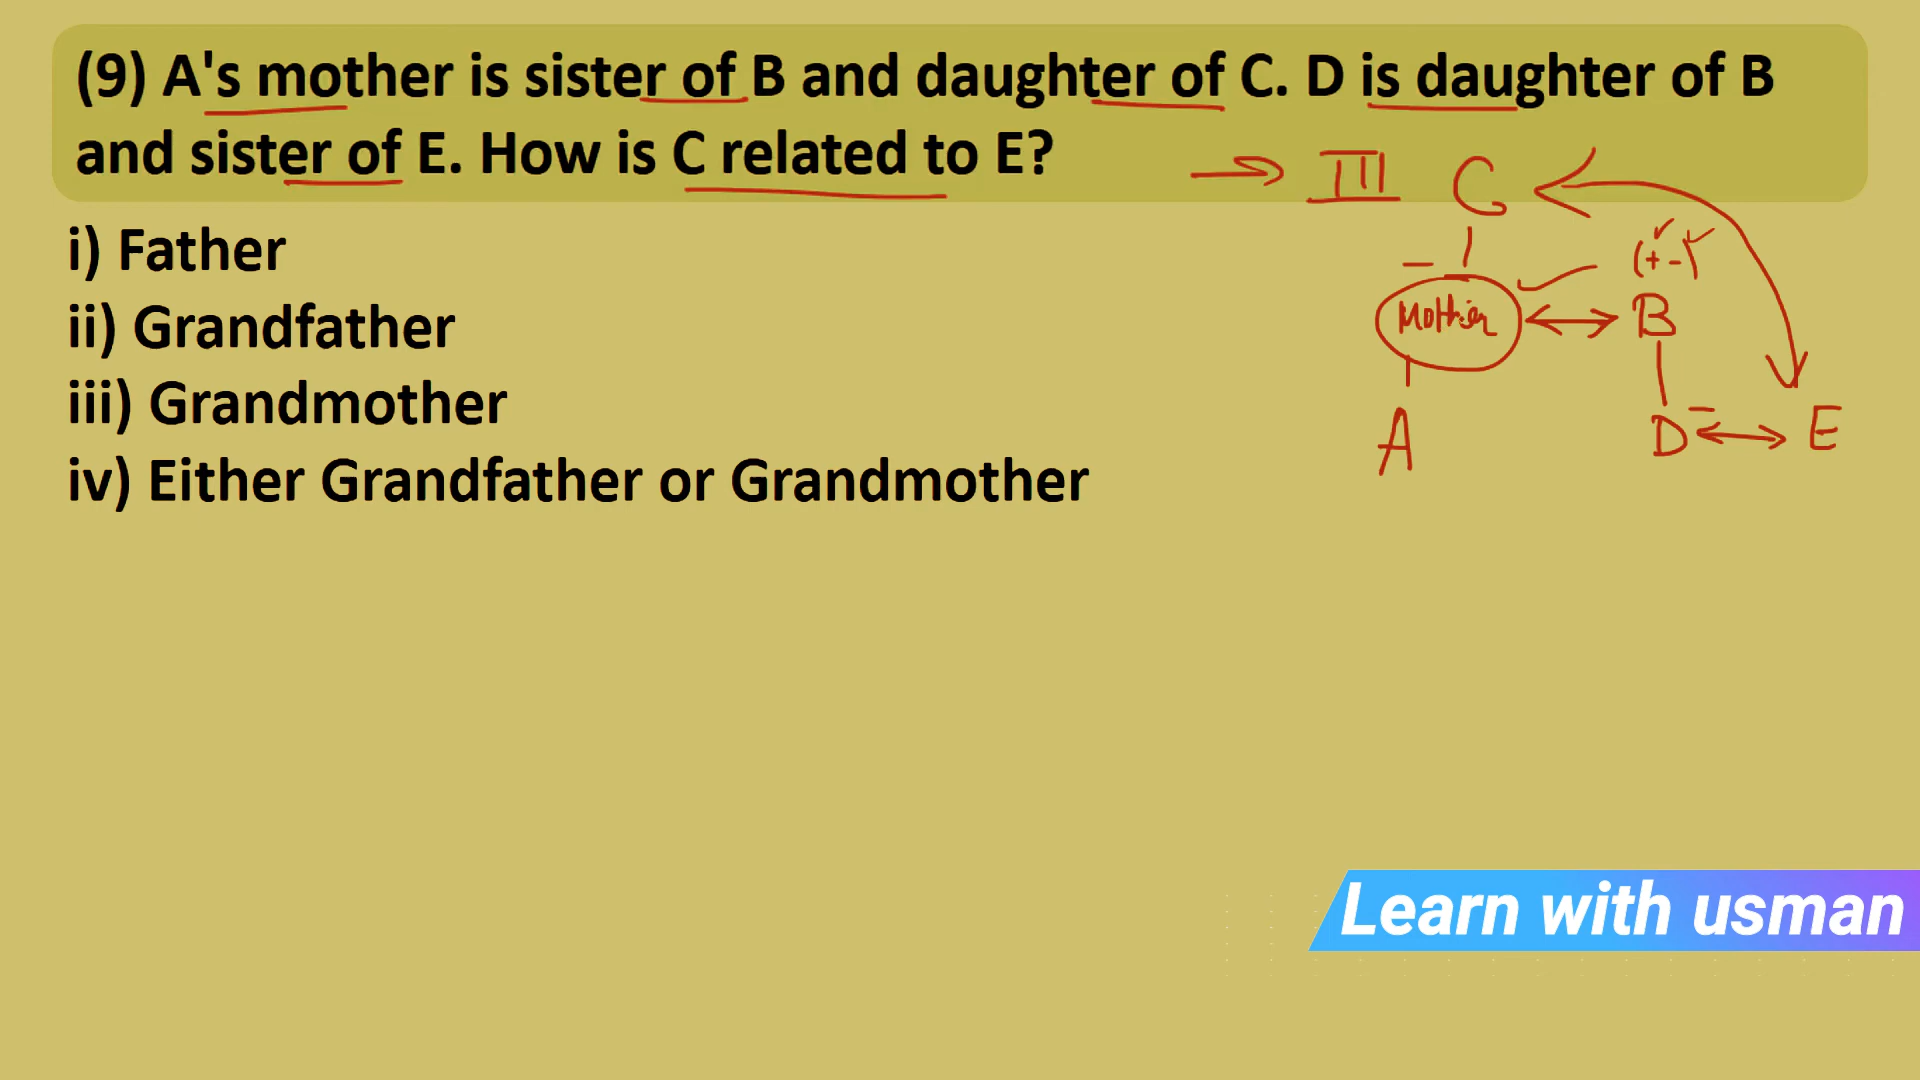 (9) A's mother is sister of B and daughter of C. D is daughter of B
and sister of E. How is C related to E?
III C
i) Father
(+ -)
ii) Grandfather
Mother B
iii) Grandmother
A D E
iv) Either Grandfather or Grandmother
Learn with usman